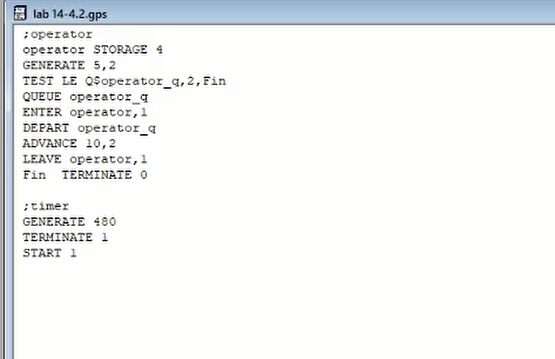 lab 14-4.2.gps
;operator
operator STORAGE 4
GENERATE 5,2
TEST LE Q$operator_q,2,Fin
QUEUE operator_q
ENTER operator,1
DEPART operator_q
ADVANCE 10,2
LEAVE operator,1
Fin  TERMINATE 0
;timer
GENERATE 480
TERMINATE 1
START 1